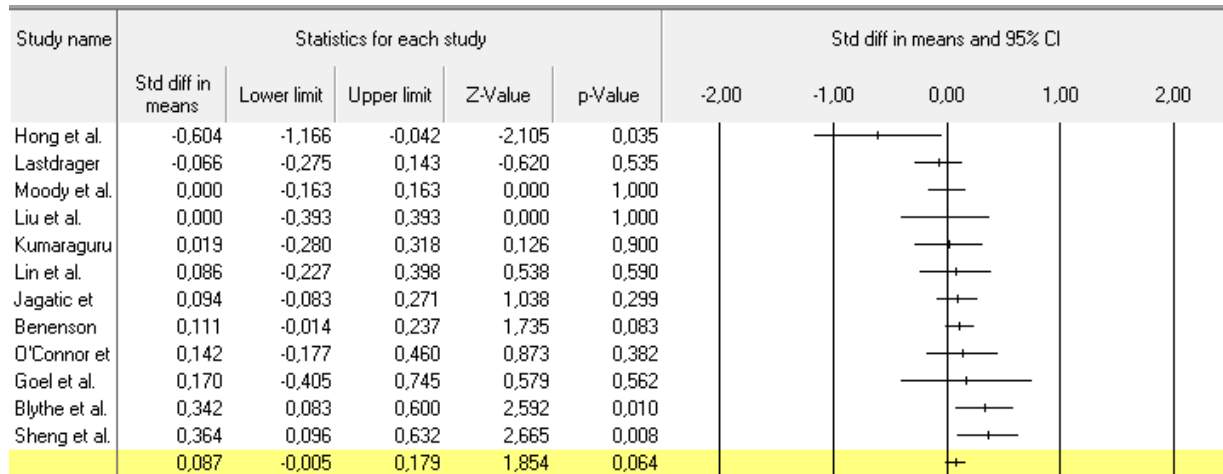 Study name Statistics for each study Std diff in means and 95% CI
Std diff in means Lower limit Upper limit Z-Value p-Value -2,00 -1,00 0,00 1,00 2,00
Hong et al. -0,604 -1,166 -0,042 -2,105 0,035
Lastdrager -0,066 -0,275 0,143 -0,620 0,535
Moody et al. 0,000 -0,163 0,163 0,000 1,000
Liu et al. 0,000 -0,393 0,393 0,000 1,000
Kumaraguru 0,019 -0,280 0,318 0,126 0,900
Lin et al. 0,086 -0,227 0,398 0,538 0,590
Jagatic et 0,094 -0,083 0,271 1,038 0,299
Benenson 0,111 -0,014 0,237 1,735 0,083
O'Connor et 0,142 -0,177 0,460 0,873 0,382
Goel et al. 0,170 -0,405 0,745 0,579 0,562
Blythe et al. 0,342 0,083 0,600 2,592 0,010
Sheng et al. 0,364 0,096 0,632 2,665 0,008
0,087 -0,005 0,179 1,854 0,064